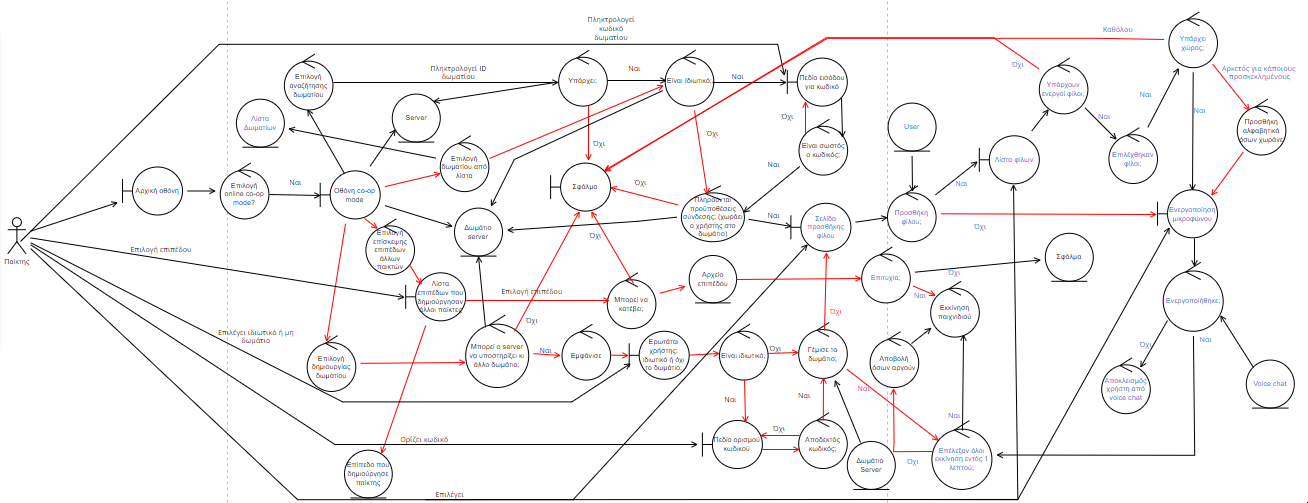 Πληκτρολογεί
κωδικό
δωματίου
Καθόλου
Υπάρχει
χώρος;
Όχι
Αρκετός για κάποιους
προσκεκλημένους
Επιλογή
αναζήτησης
δωματίου
Πληκτρολογεί ID
δωματίου
Υπάρχει;
Ναι
Είναι Ιδιωτικό;
Ναι
Πεδίο εισόδου
για κωδικό
Υπάρχουν
ενεργοί φίλοι;
Ναι
Ναι
Ναι
Προσθήκη
αλφαβητικά
όσων χωράνε
Λίστα
Δωματίων
Server
Όχι
Όχι
Όχι
User
Είναι σωστός
ο κωδικός;
Ναι
Επιλέχθηκαν
φίλοι;
Λίστα φίλων
Ναι
Επιλογή
δωματίου από
λίστα
Αρχική οθόνη
Επιλογή
online co-op
mode?
Ναι
Οθόνη co-op
mode
Σφάλμα
Όχι
Πληρούνται
προϋποθέσεις
σύνδεσης; (χωράει
ο χρήστης στο
δωμάτιο)
Ναι
Σελίδα
προσθήκης
φίλου
Προσθήκη
φίλου;
Όχι
Ενεργοποίηση
μικροφώνου
Παίκτης
Επιλογή επιπέδου
Επιλογή
επίσκεψης
επιπέδων
άλλων
παικτών
Δωμάτιο
server
Όχι
Σφάλμα
Αρχείο
επιπέδου
Επιτυχία;
Όχι
Ναι
Λίστα
επιπέδων που
δημιούργησαν
άλλοι παίκτες
Επιλογή επιπέδου
Μπορεί να
κατέβει;
Εκκίνηση
παιχνιδιού
Ενεργοποιήθηκε;
Όχι
Ναι
Επιλέγει ιδιωτικό ή μη
δωμάτιο
Όχι
Όχι
Επιλογή
δημιουργίας
δωματίου
Μπορεί ο server
να υποστηρίξει κι
άλλο δωμάτιο;
Ναι
Εμφάνισε
Ερωτάται
χρήστης:
ιδιωτικό ή όχι
το δωμάτιο;
Είναι ιδιωτικό;
Όχι
Γέμισε το
δωμάτιο;
Αποβολή
όσων αργούν
Ναι
Αποκλεισμός
χρήστη από
voice chat
Voice chat
Ναι
Ναι
Ναι
Ορίζει κωδικό
Πεδίο ορισμού
κωδικού
Όχι
Αποδεκτός
κωδικός;
Δωμάτιο
Server
Όχι
Επέλεξαν άλοι
εκκίνηση εντός 1
λεπτού;
Επίπεδο που
δημιούργησε
παίκτης
Επιλέγει